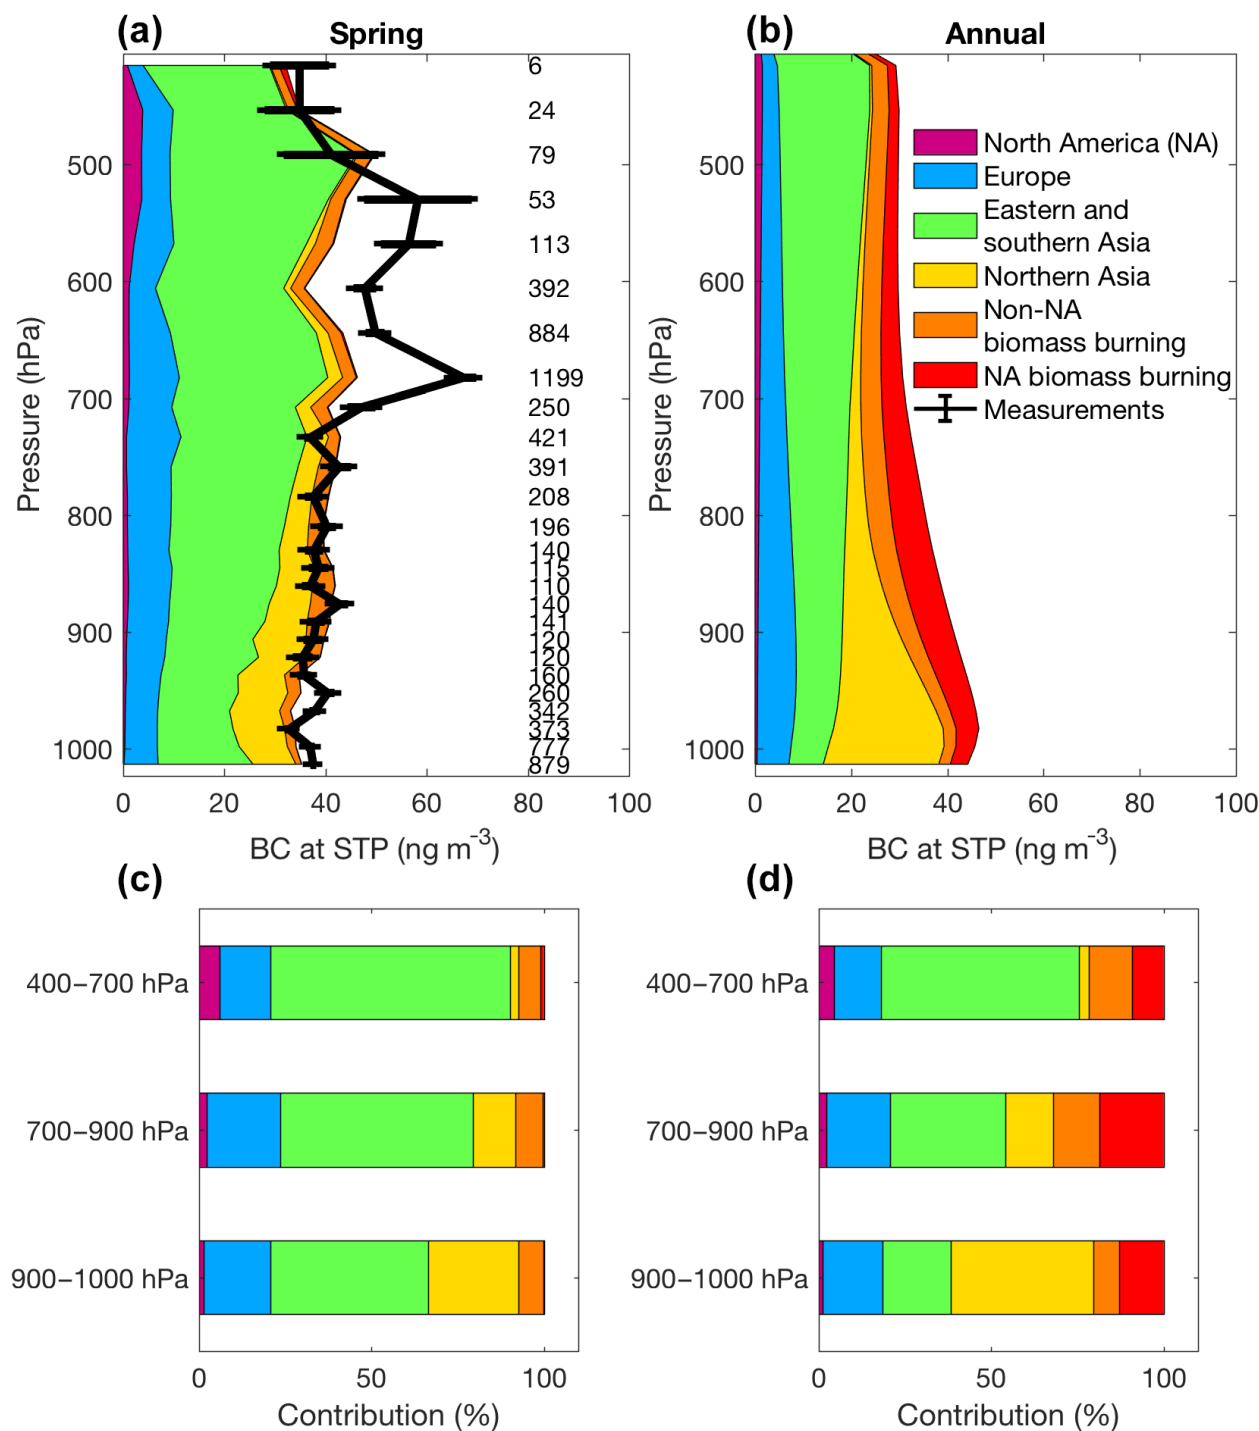 (a)
Spring
(b)
Annual
6
24
79
53
113
392
884
1199
250
421
391
208
196
140
115
110
140
141
120
120
160
260
342
373
777
879
500
600
700
800
900
1000
Pressure (hPa)
0 20 40 60 80 100
BC at STP (ng m⁻³)
North America (NA)
Europe
Eastern and
southern Asia
Northern Asia
Non-NA
biomass burning
NA biomass burning
Measurements
500
600
700
800
900
1000
Pressure (hPa)
0 20 40 60 80 100
BC at STP (ng m⁻³)
(c)
400−700 hPa
700−900 hPa
900−1000 hPa
0 50 100
Contribution (%)
(d)
400−700 hPa
700−900 hPa
900−1000 hPa
0 50 100
Contribution (%)